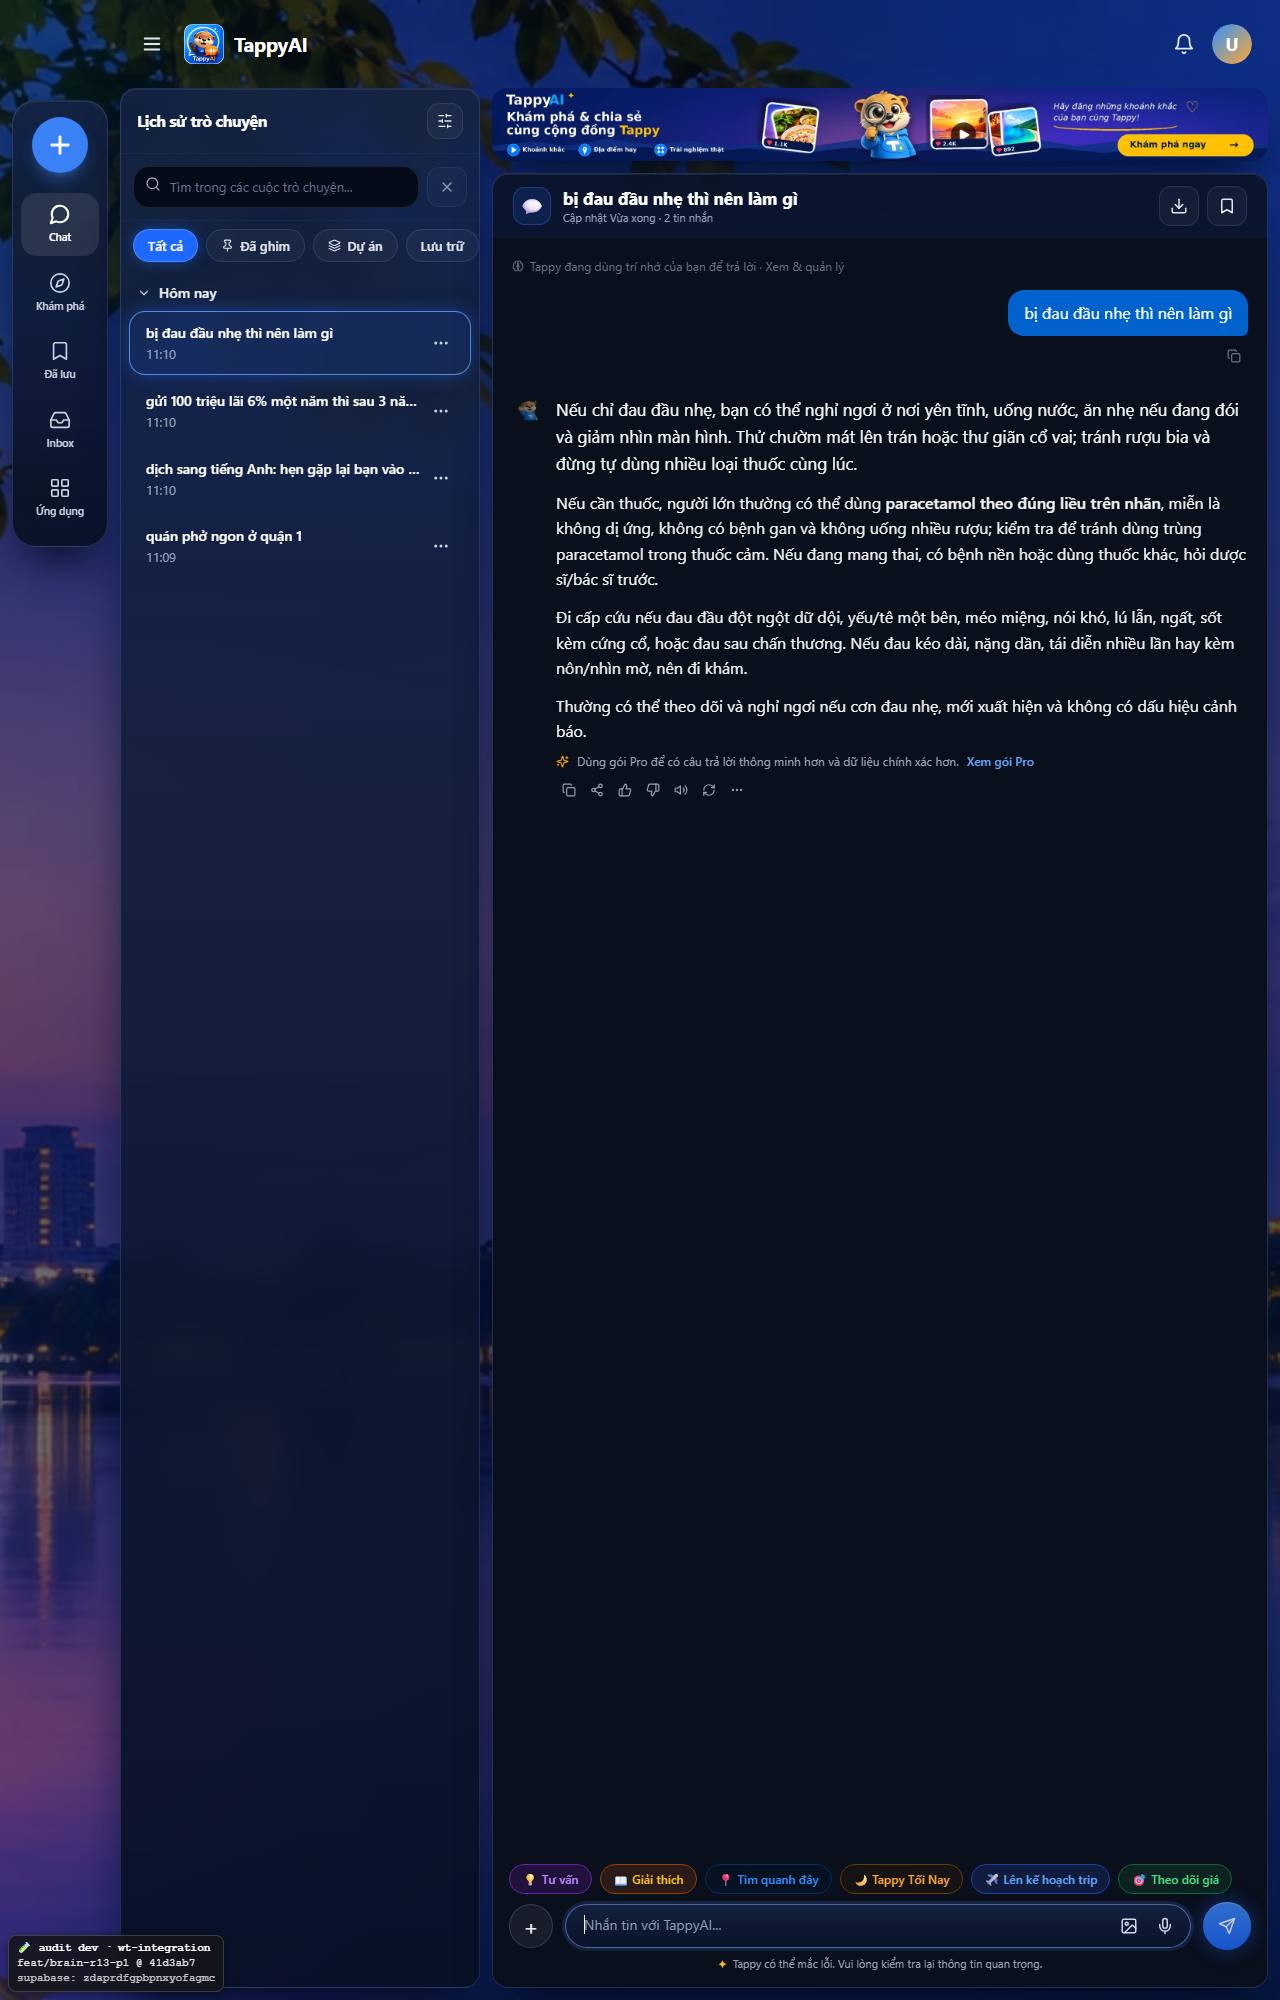 TappyAI
U
Chat
Khám phá
Đã lưu
Inbox
Ứng dụng
Lịch sử trò chuyện
Tìm trong các cuộc trò chuyện...
Tất cả
Đã ghim
Dự án
Lưu trữ
Hôm nay
bị đau đầu nhẹ thì nên làm gì
11:10
gửi 100 triệu lãi 6% một năm thì sau 3 nă...
11:10
dịch sang tiếng Anh: hẹn gặp lại bạn vào ...
11:10
quán phở ngon ở quận 1
11:09
TappyAI
Khám phá & chia sẻ
cùng cộng đồng Tappy
Khoảnh khắc
Địa điểm hay
Trải nghiệm thật
1.1K
2.4K
892
Hãy đăng những khoảnh khắc
của bạn cùng Tappy!
Khám phá ngay →
bị đau đầu nhẹ thì nên làm gì
Cập nhật Vừa xong · 2 tin nhắn
Tappy đang dùng trí nhớ của bạn để trả lời · Xem & quản lý
bị đau đầu nhẹ thì nên làm gì
Nếu chỉ đau đầu nhẹ, bạn có thể nghỉ ngơi ở nơi yên tĩnh, uống nước, ăn nhẹ nếu đang đói
và giảm nhìn màn hình. Thử chườm mát lên trán hoặc thư giãn cổ vai; tránh rượu bia và
đừng tự dùng nhiều loại thuốc cùng lúc.
Nếu cần thuốc, người lớn thường có thể dùng paracetamol theo đúng liều trên nhãn, miễn là
không dị ứng, không có bệnh gan và không uống nhiều rượu; kiểm tra để tránh dùng trùng
paracetamol trong thuốc cảm. Nếu đang mang thai, có bệnh nền hoặc dùng thuốc khác, hỏi dược
sĩ/bác sĩ trước.
Đi cấp cứu nếu đau đầu đột ngột dữ dội, yếu/tê một bên, méo miệng, nói khó, lú lẫn, ngất, sốt
kèm cứng cổ, hoặc đau sau chấn thương. Nếu đau kéo dài, nặng dần, tái diễn nhiều lần hay kèm
nôn/nhìn mờ, nên đi khám.
Thường có thể theo dõi và nghỉ ngơi nếu cơn đau nhẹ, mới xuất hiện và không có dấu hiệu cảnh
báo.
Dùng gói Pro để có câu trả lời thông minh hơn và dữ liệu chính xác hơn. Xem gói Pro
Tư vấn
Giải thích
Tìm quanh đây
Tappy Tối Nay
Lên kế hoạch trip
Theo dõi giá
Nhắn tin với TappyAI...
Tappy có thể mắc lỗi. Vui lòng kiểm tra lại thông tin quan trọng.
audit dev · wt-integration
feat/brain-r13-p1 @ 41d3ab7
supabase: zdaprdfgpbpnxyofagmc